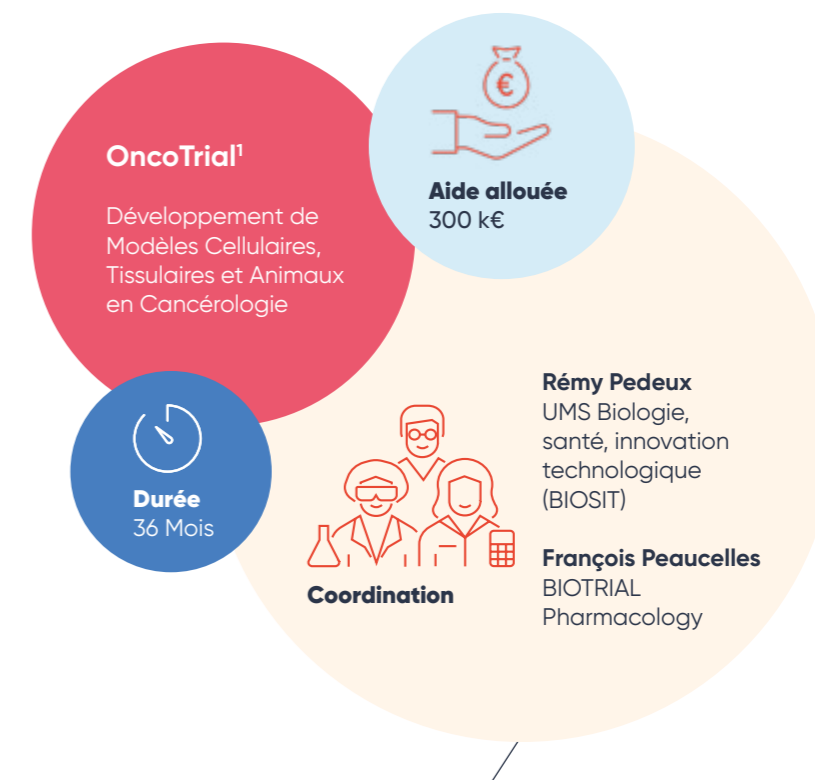 OncoTrial¹
Développement de
Modèles Cellulaires,
Tissulaires et Animaux
en Cancérologie
€
Aide allouée
300 k€
Durée
36 Mois
Coordination
Rémy Pedeux
UMS Biologie,
santé, innovation
technologique
(BIOSIT)
François Peaucelles
BIOTRIAL
Pharmacology